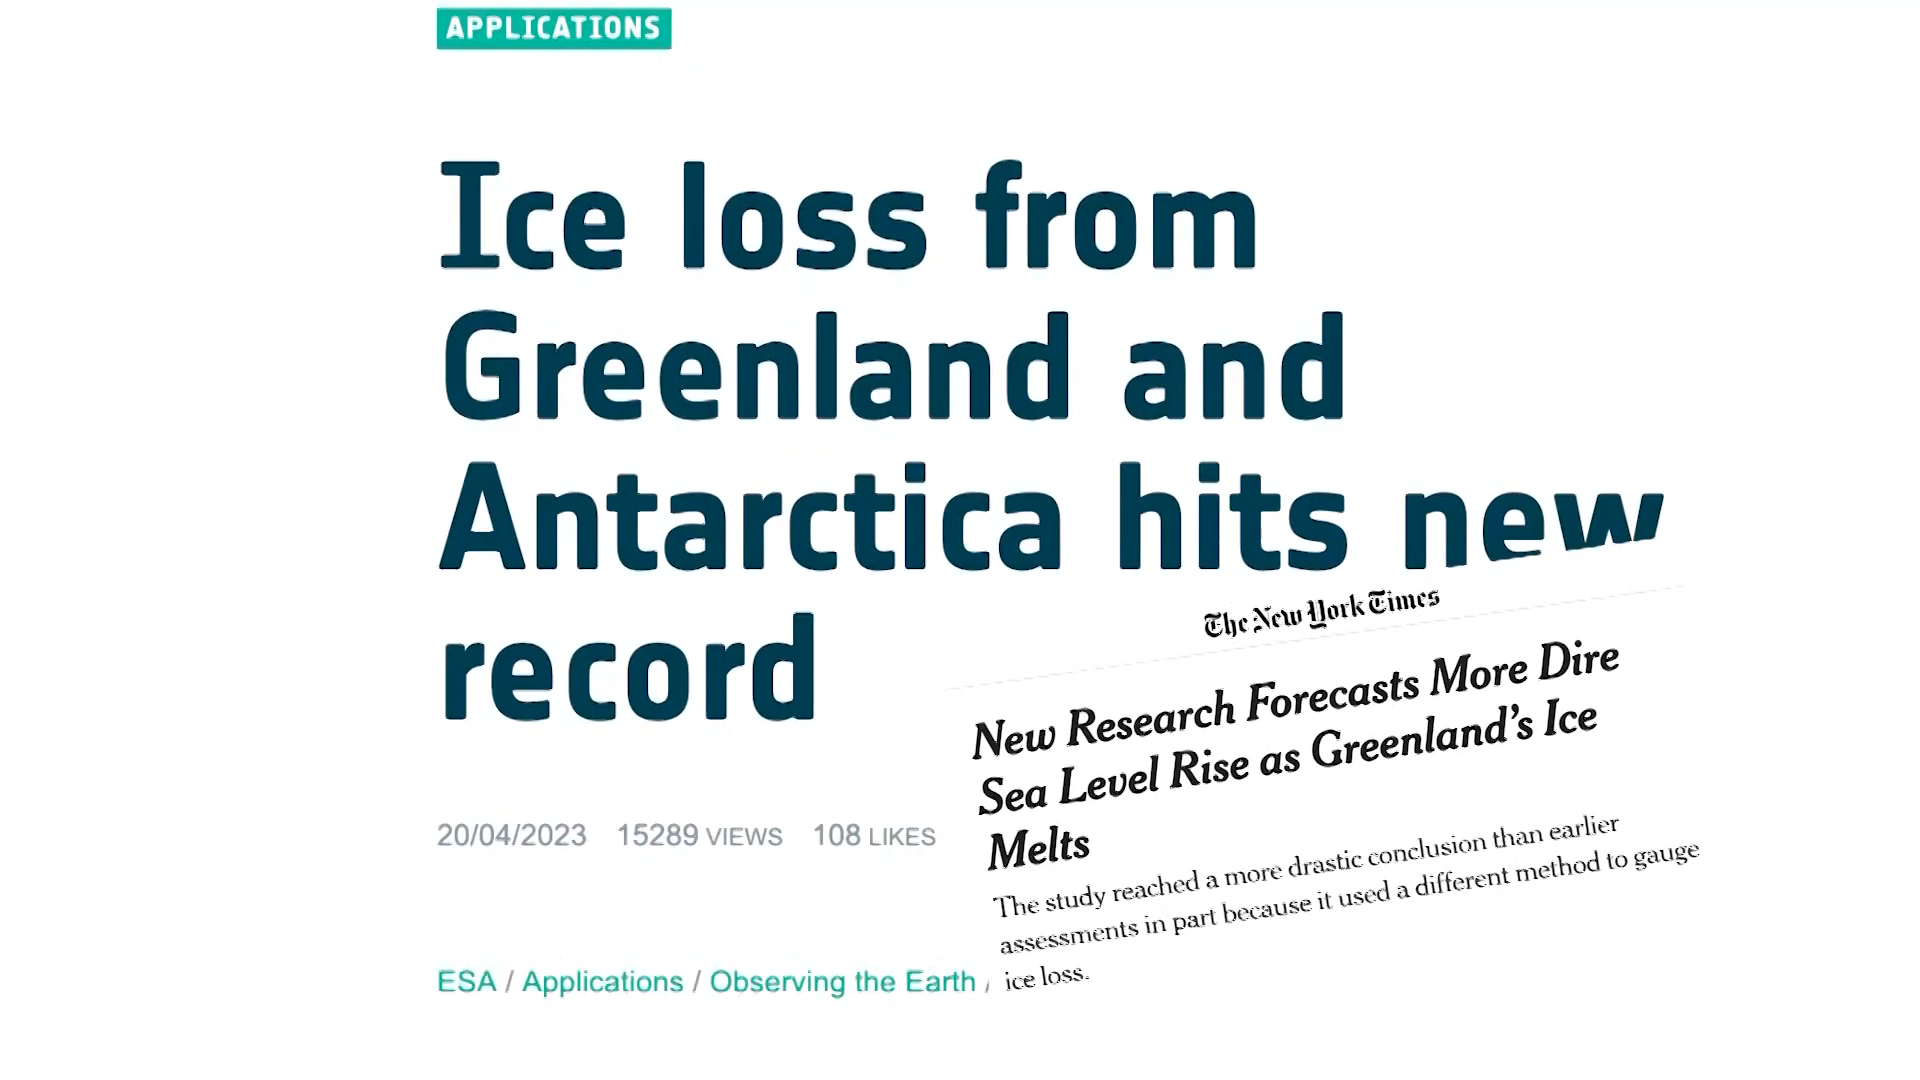 APPLICATIONS
Ice loss from
Greenland and
Antarctica hits new
record
20/04/2023 15289 VIEWS 108 LIKES
ESA / Applications / Observing the Earth /
The New York Times
New Research Forecasts More Dire
Sea Level Rise as Greenland's Ice
Melts
The study reached a more drastic conclusion than earlier
assessments in part because it used a different method to gauge
ice loss.